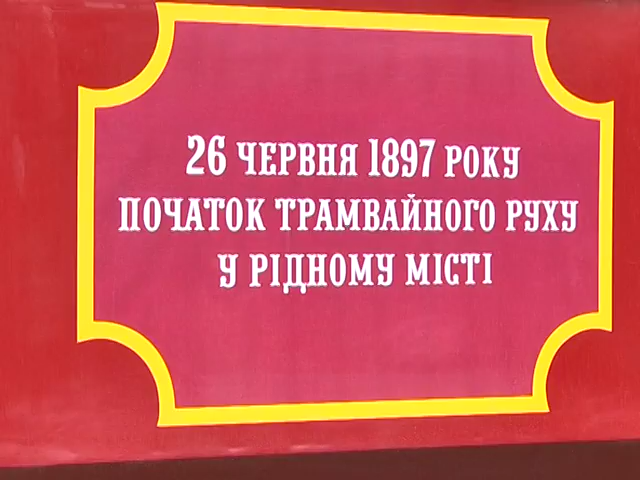 26 ЧЕРВНЯ 1897 РОКУ
ПОЧАТОК ТРАМВАЙНОГО РУХУ
У РІДНОМУ МІСТІ